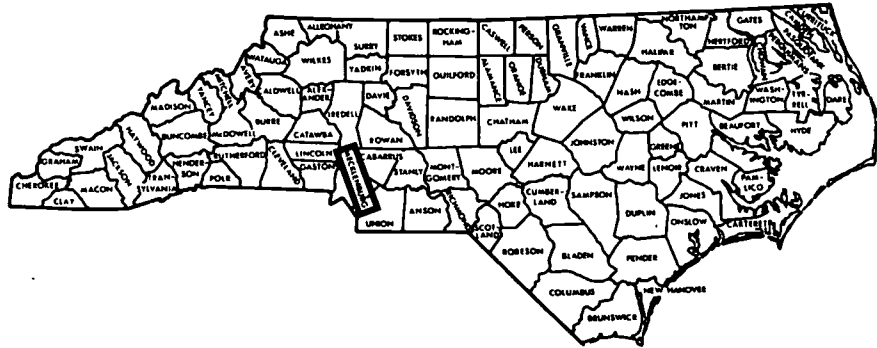 ASHE
ALLEGHANY
SURRY
STOKES
ROCKING-
HAM
CASWELL
PERSON
GRANVILLE
WARREN
NORTHAMP
TON
GATES
HERTFORD
HALIFAX
BERTIE
WATAUGA
WILKES
YADKIN
FORSYTH
GUILFORD
ALAMANCE
ORANGE
DURHAM
FRANKLIN
NASH
EDGE-
COMBE
MARTIN
WASH-
INGTON
TYR-
RELL
DARE
MADISON
YANCEY
MITCHELL
AVERY
CALDWELL
ALEX-
ANDER
IREDELL
DAVIE
DAVIDSON
RANDOLPH
CHATHAM
WAKE
WILSON
PITT
BEAUFORT
HYDE
SWAIN
HAYWOOD
BUNCOMBE
McDOWELL
BURKE
CATAWBA
ROWAN
LEE
JOHNSTON
GREENE
GRAHAM
JACKSON
HENDER-
SON
RUTHERFORD
CLEVELAND
LINCOLN
GASTON
MECKLENBURG
CABARRUS
STANLY
MONT-
GOMERY
MOORE
HARNETT
WAYNE
LENOIR
CRAVEN
PAM-
LICO
CHEROKEE
CLAY
MACON
TRAN-
SYLVANIA
POLK
UNION
ANSON
RICHMOND
SCOT-
LAND
HOKE
CUMBER-
LAND
SAMPSON
DUPLIN
JONES
ONSLOW
CARTERET
ROBESON
BLADEN
PENDER
COLUMBUS
NEW HANOVER
BRUNSWICK